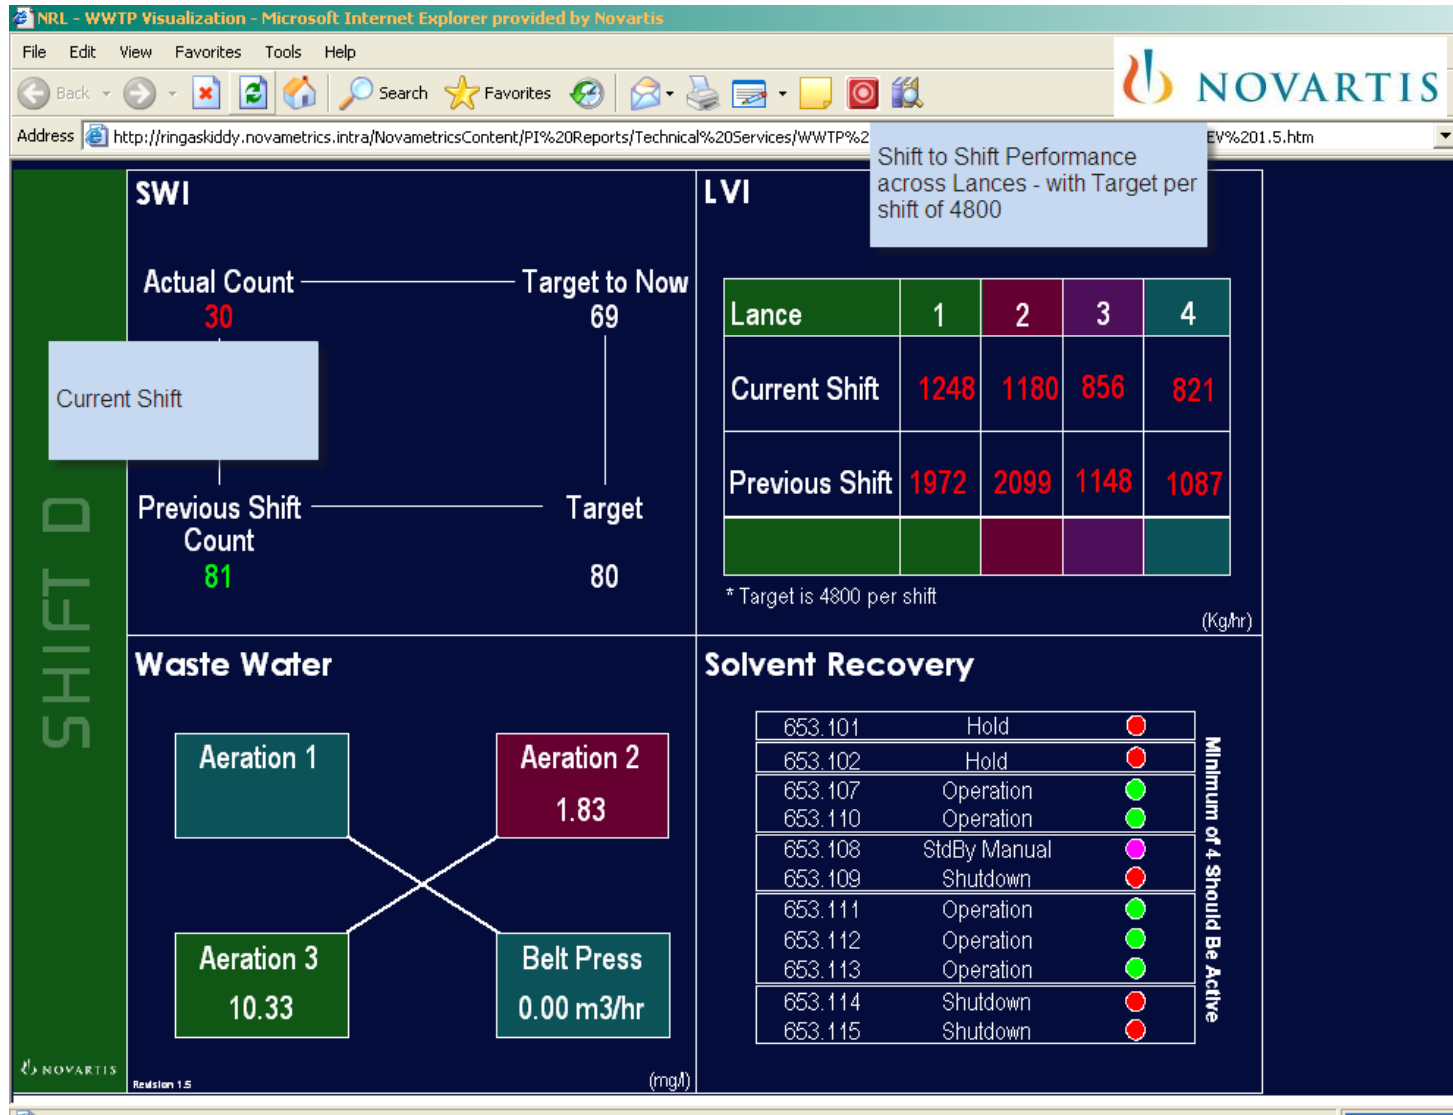 NRL - WWTP Visualization - Microsoft Internet Explorer provided by Novartis
File Edit View Favorites Tools Help
NOVARTIS
Back Search Favorites
Address http://ringaskiddy.novametrics.intra/NovametricsContent/PI%20Reports/Technical%20Services/WWTP%2 EV%201.5.htm
Shift to Shift Performance
across Lances - with Target per
shift of 4800
SHIFT D
SWI
Actual Count Target to Now
30 69
Current Shift
Previous Shift Target
Count
81 80
LVI
Lance 1 2 3 4
Current Shift 1248 1180 856 821
Previous Shift 1972 2099 1148 1087
* Target is 4800 per shift
(Kg/hr)
Waste Water
Aeration 1 Aeration 2
1.83
Aeration 3 Belt Press
10.33 0.00 m3/hr
(mg/l)
Solvent Recovery
653.101 Hold
653.102 Hold
653.107 Operation
653.110 Operation
653.108 StdBy Manual
653.109 Shutdown
653.111 Operation
653.112 Operation
653.113 Operation
653.114 Shutdown
653.115 Shutdown
Minimum of 4 Should Be Active
NOVARTIS
Revision 1.5